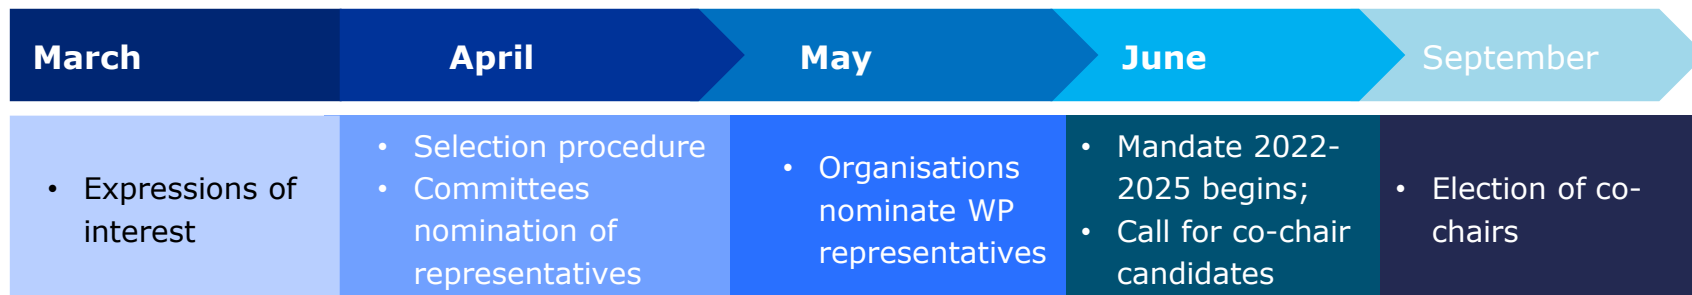 March
April
May
June
September
• Expressions of
interest
• Selection procedure
• Committees
nomination of
representatives
• Organisations
nominate WP
representatives
• Mandate 2022-
2025 begins;
• Call for co-chair
candidates
• Election of co-
chairs